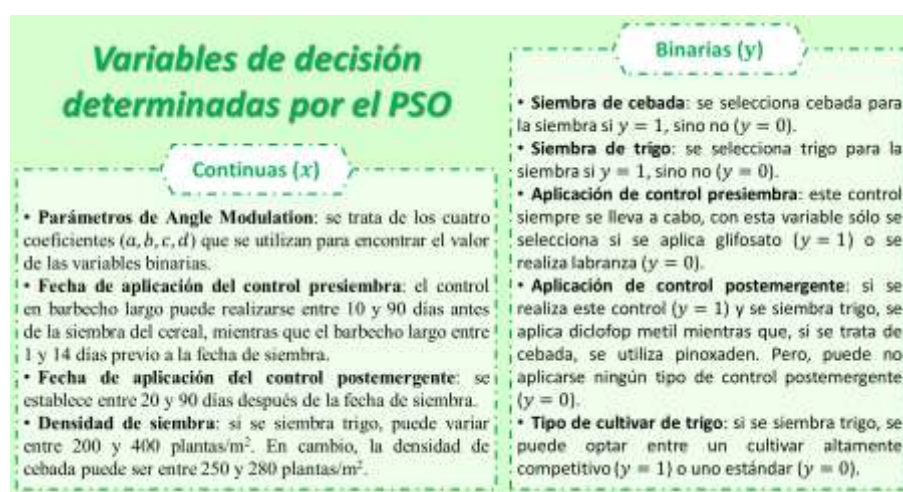 Variables de decisión
determinadas por el PSO
Continuas (x)
• Parámetros de Angle Modulation: se trata de los cuatro
coeficientes (a, b, c, d) que se utilizan para encontrar el valor
de las variables binarias.
• Fecha de aplicación del control presiembra: el control
en barbecho largo puede realizarse entre 10 y 90 días antes
de la siembra del cereal, mientras que el barbecho largo entre
1 y 14 días previo a la fecha de siembra.
• Fecha de aplicación del control postemergente: se
establece entre 20 y 90 días después de la fecha de siembra.
• Densidad de siembra: si se siembra trigo, puede variar
entre 200 y 400 plantas/m². En cambio, la densidad de
cebada puede ser entre 250 y 280 plantas/m².
Binarias (y)
• Siembra de cebada: se selecciona cebada para
la siembra si y = 1, sino no (y = 0).
• Siembra de trigo: se selecciona trigo para la
siembra si y = 1, sino no (y = 0).
• Aplicación de control presiembra: este control
siempre se lleva a cabo, con esta variable sólo se
selecciona si se aplica glifosato (y = 1) o se
realiza labranza (y = 0).
• Aplicación de control postemergente: si se
realiza este control (y = 1) y se siembra trigo, se
aplica diclofop metil mientras que, si se trata de
cebada, se utiliza pinoxaden. Pero, puede no
aplicarse ningún tipo de control postemergente
(y = 0).
• Tipo de cultivar de trigo: si se siembra trigo, se
puede optar entre un cultivar altamente
competitivo (y = 1) o uno estándar (y = 0).